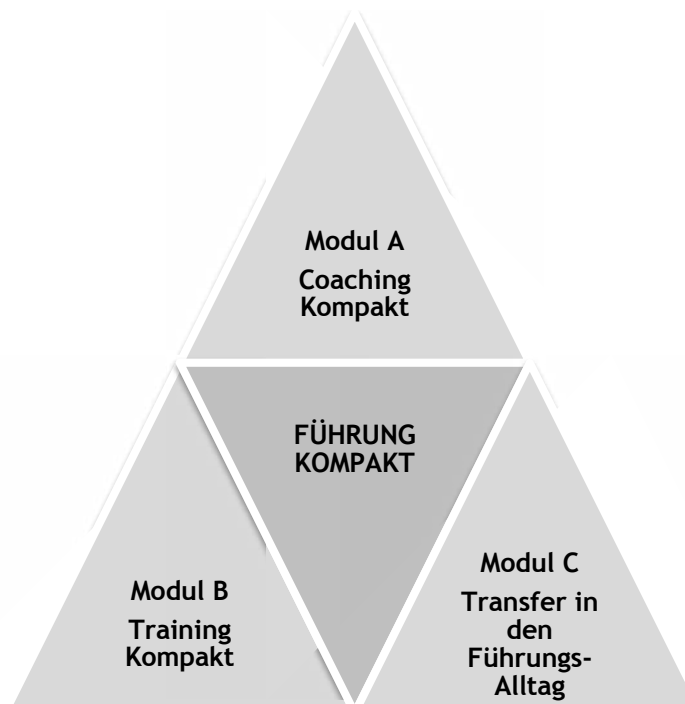 Modul A
Coaching
Kompakt
FÜHRUNG
KOMPAKT
Modul B
Training
Kompakt
Modul C
Transfer in
den
Führungs-
Alltag